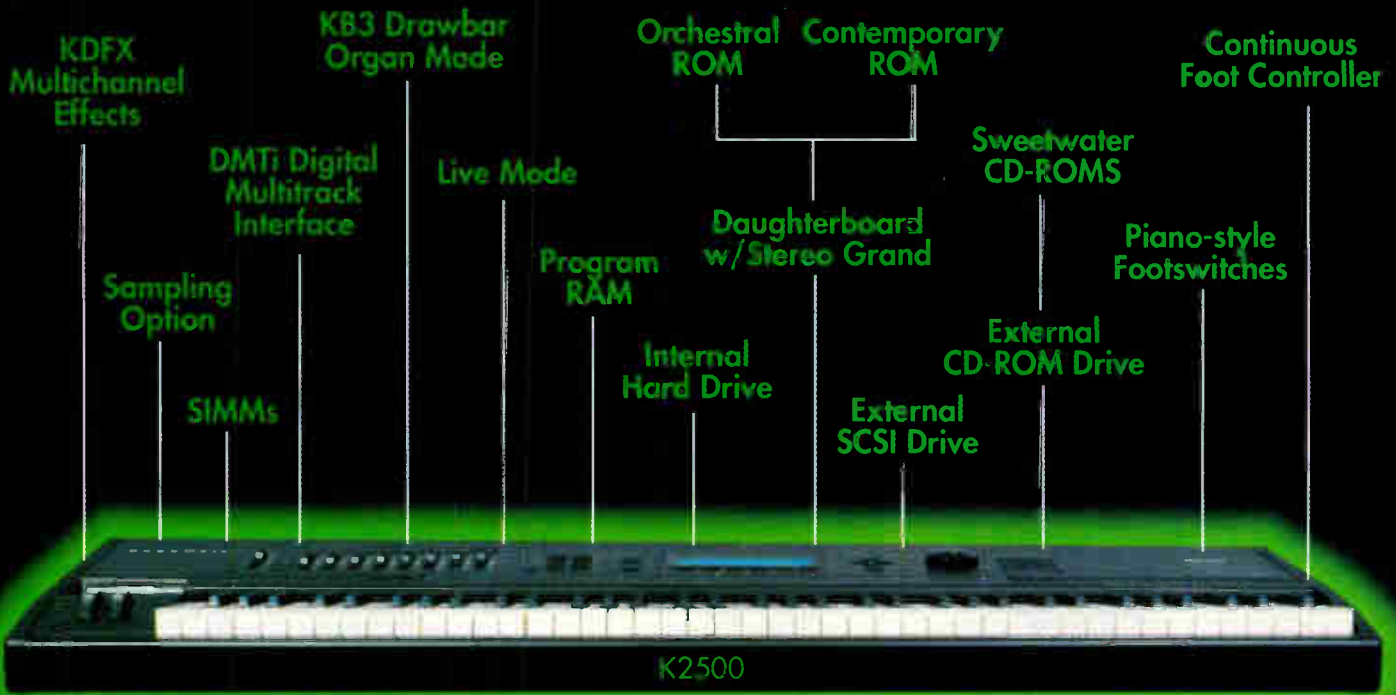 KDFX
Multichannel
Effects
KB3 Drawbar
Organ Mode
Orchestral
ROM
Contemporary
ROM
Continuous
Foot Controller
DMTi Digital
Multitrack
Interface
Live Mode
Sweetwater
CD-ROMS
Sampling
Option
Program
RAM
Daughterboard
w/Stereo Grand
Piano-style
Footswitches
SIMMs
Internal
Hard Drive
External
SCSI Drive
External
CD-ROM Drive
K2500